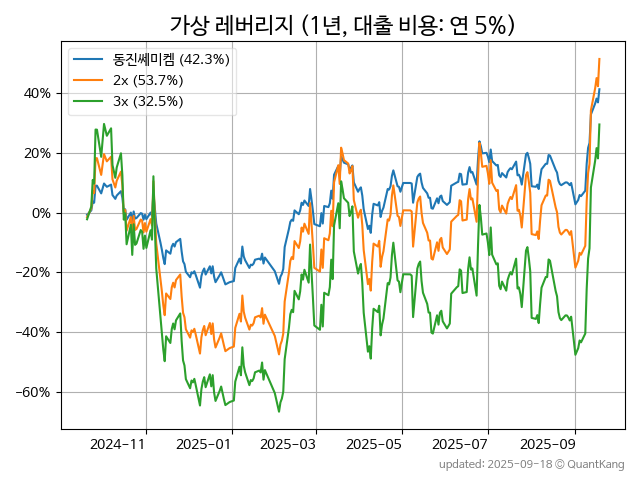 가상 레버리지 (1년, 대출 비용: 연 5%)
동진쎄미켐 (42.3%)
2x (53.7%)
3x (32.5%)
40%
20%
0%
−20%
−40%
−60%
2024-11 2025-01 2025-03 2025-05 2025-07 2025-09
updated: 2025-09-18 © QuantKang